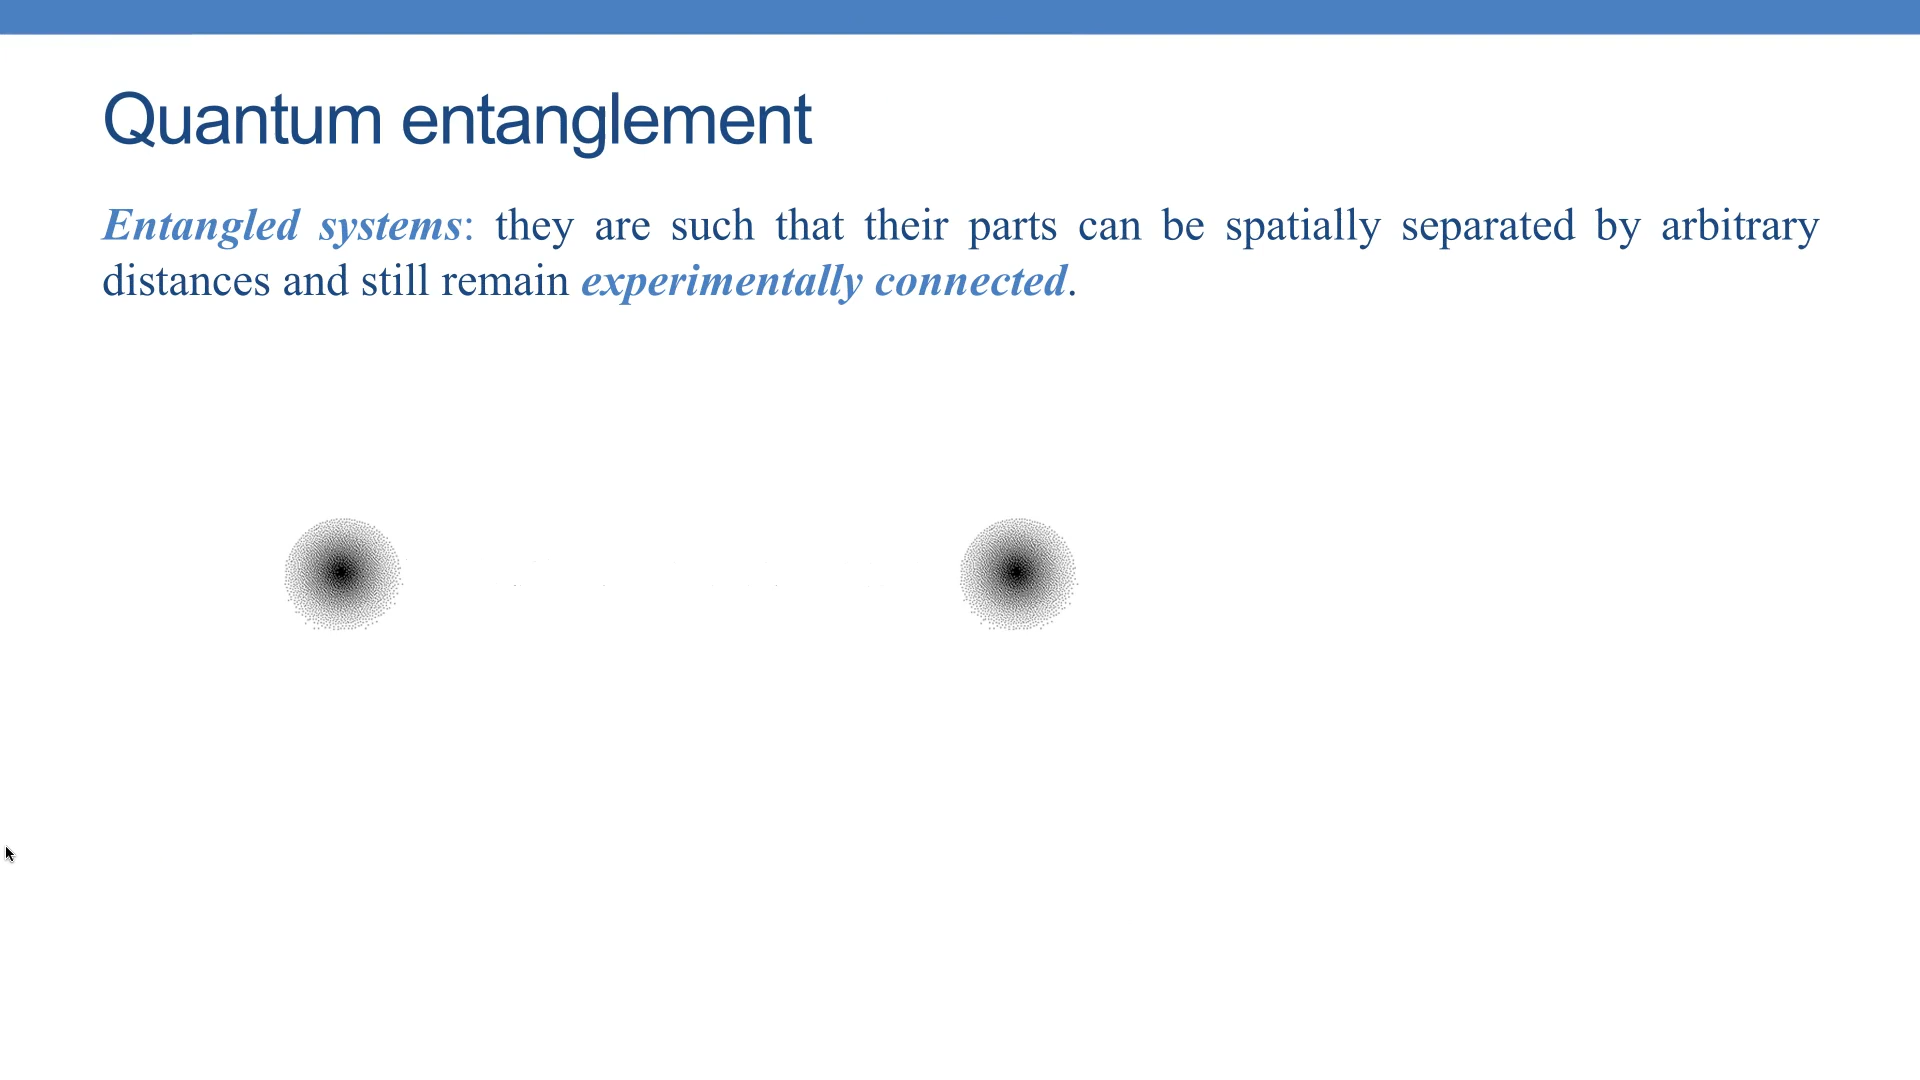 Quantum entanglement
Entangled systems: they are such that their parts can be spatially separated by arbitrary
distances and still remain experimentally connected.